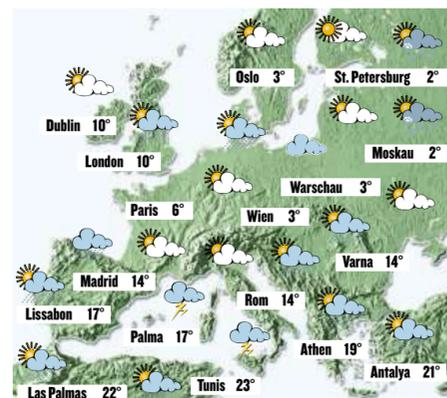 Oslo 3°
St. Petersburg 2°
Dublin 10°
London 10°
Moskau 2°
Warschau 3°
Paris 6°
Wien 3°
Varna 14°
Madrid 14°
Rom 14°
Lissabon 17°
Palma 17°
Athen 19°
Antalya 21°
Tunis 23°
Las Palmas 22°